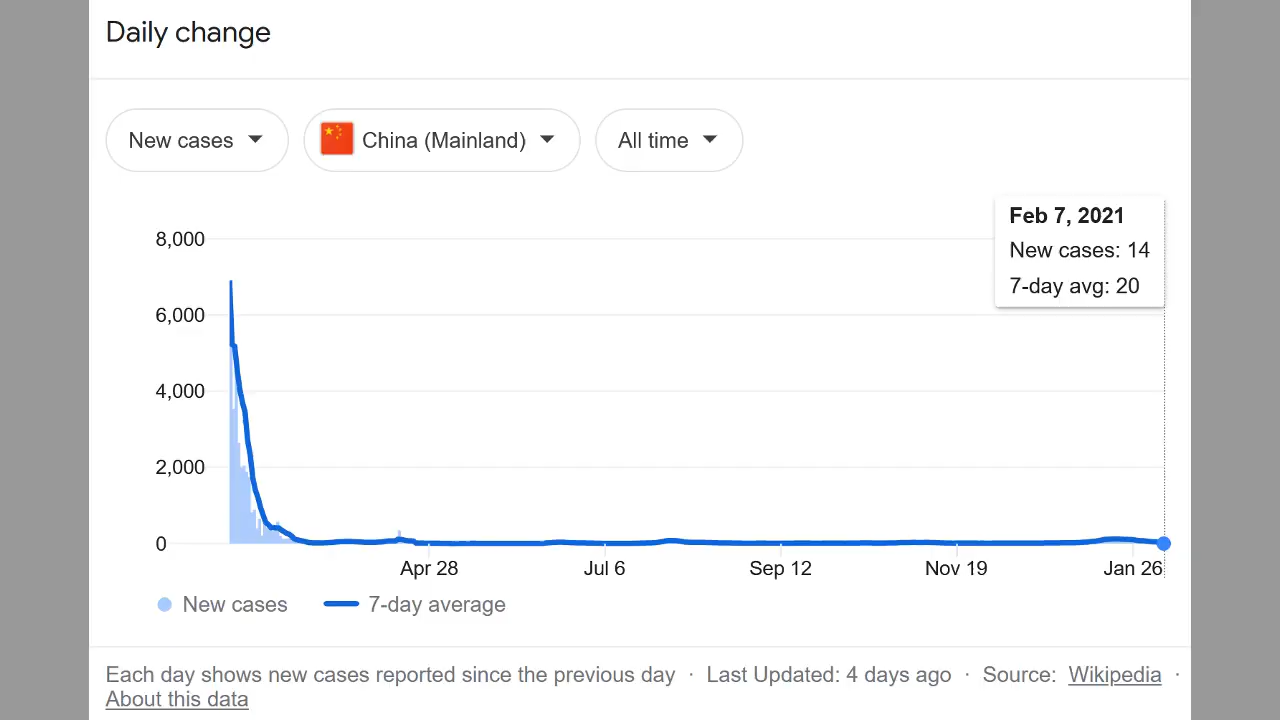 Daily change
New cases
China (Mainland)
All time
Feb 7, 2021
New cases: 14
7-day avg: 20
8,000
6,000
4,000
2,000
0
Apr 28
Jul 6
Sep 12
Nov 19
Jan 26
New cases
7-day average
Each day shows new cases reported since the previous day · Last Updated: 4 days ago · Source: Wikipedia ·
About this data